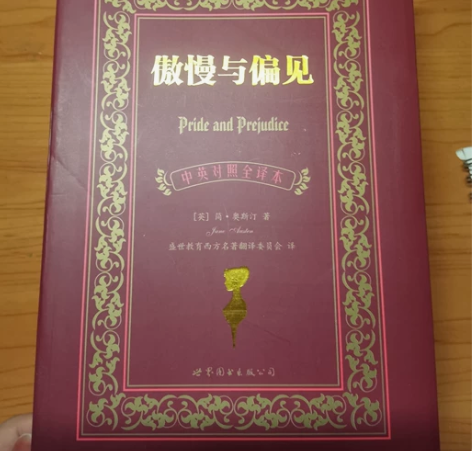 傲慢与偏见
Pride and Prejudice
中英对照全译本
[英] 简·奥斯汀 著
Jane Austen
盛世教育西方名著翻译委员会 译
世界图书出版公司